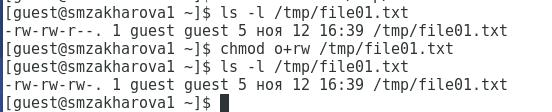 [guest@smzakharova1 ~]$ ls -l /tmp/file01.txt
-rw-rw-r--. 1 guest guest 5 ноя 12 16:39 /tmp/file01.txt
[guest@smzakharova1 ~]$ chmod o+rw /tmp/file01.txt
[guest@smzakharova1 ~]$ ls -l /tmp/file01.txt
-rw-rw-rw-. 1 guest guest 5 ноя 12 16:39 /tmp/file01.txt
[guest@smzakharova1 ~]$